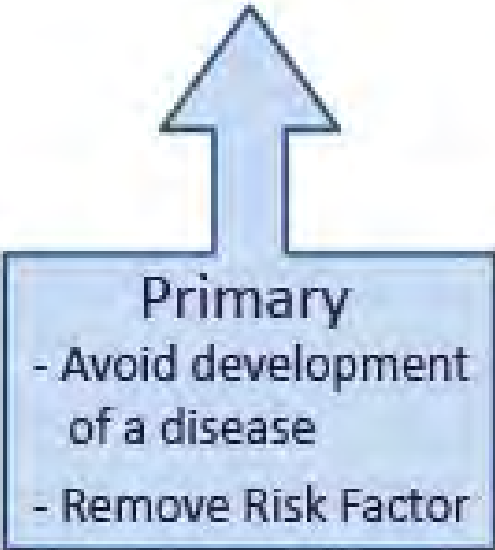 Primary
- Avoid development
of a disease
- Remove Risk Factor